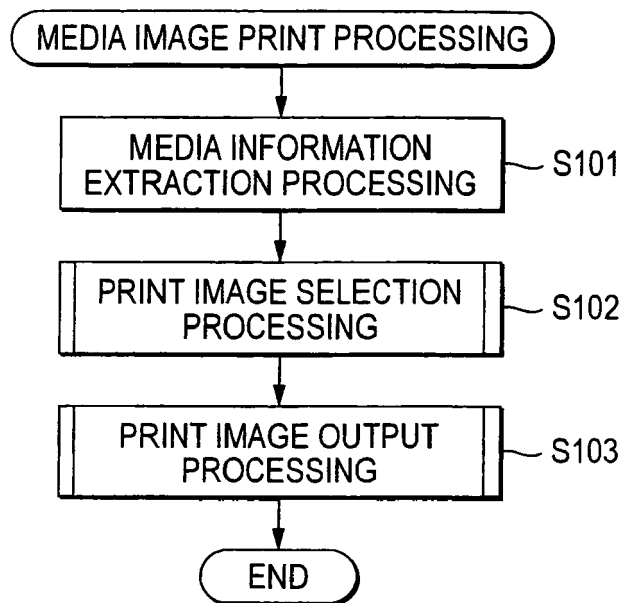 MEDIA IMAGE PRINT PROCESSING
MEDIA INFORMATION
EXTRACTION PROCESSING
S101
PRINT IMAGE SELECTION
PROCESSING
S102
PRINT IMAGE OUTPUT
PROCESSING
S103
END